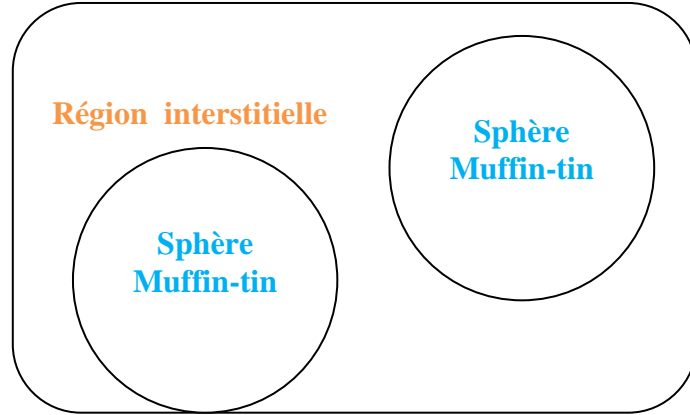 Région interstitielle
Sphère
Muffin-tin
Sphère
Muffin-tin